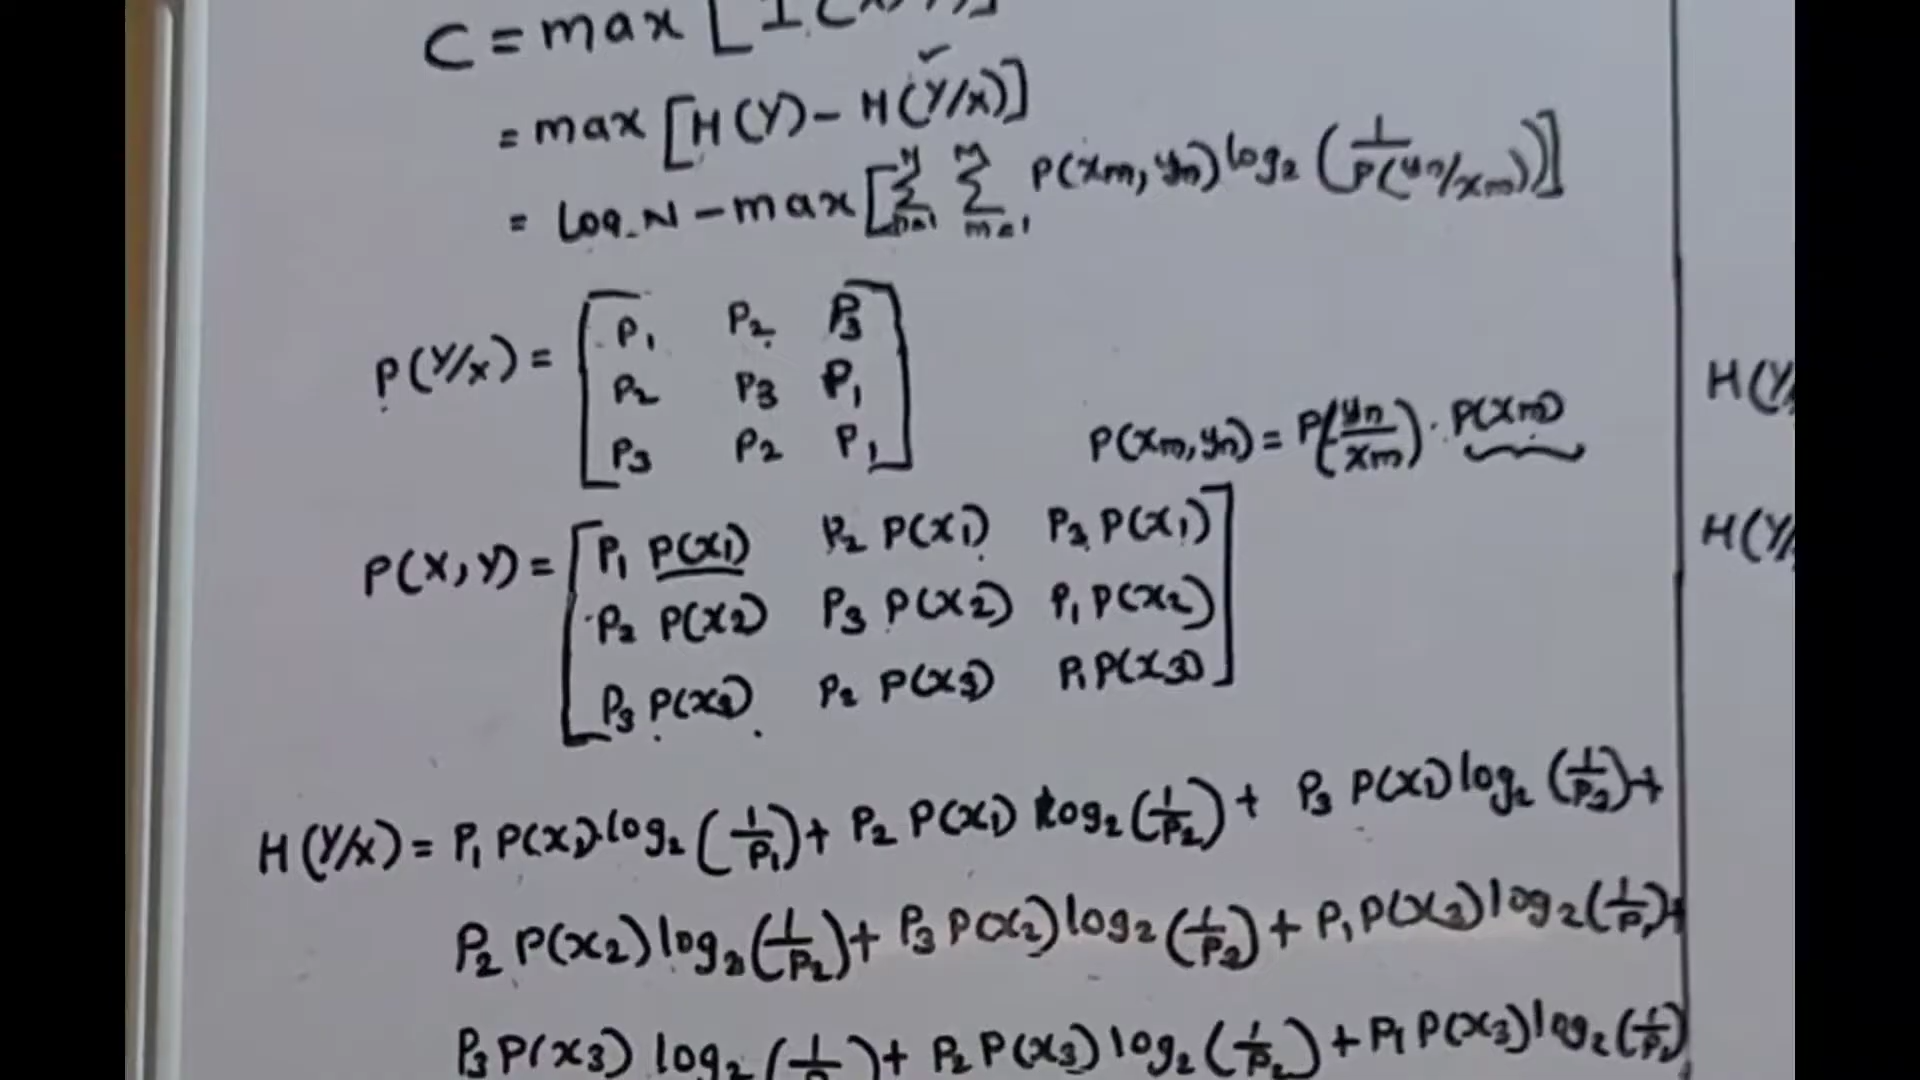 C = max [I(X,Y)]
= max [H(Y) - H(Y/X)]
= log_2 N - max [∑_{n=1}^{N} ∑_{m=1}^{M} P(xm, yn) log2 (1/P(yn/xm))]
P(Y/X) = [P1 P2 P3
P2 P3 P1
P3 P2 P1]
P(xm, yn) = P(yn/xm) · P(xm)
P(X,Y) = [P1 P(x1) P2 P(x1) P3 P(x1)
P2 P(x2) P3 P(x2) P1 P(x2)
P3 P(x3) P2 P(x3) P1 P(x3)]
H(Y/X) = P1 P(x1) log2 (1/P1) + P2 P(x1) log2 (1/P2) + P3 P(x1) log2 (1/P3) +
P2 P(x2) log2 (1/P2) + P3 P(x2) log2 (1/P3) + P1 P(x2) log2 (1/P1) +
P3 P(x3) log2 (1/P ) + P2 P(x3) log2 (1/P2) + P1 P(x3) log2 (1/P1)
H(Y/
H(Y/